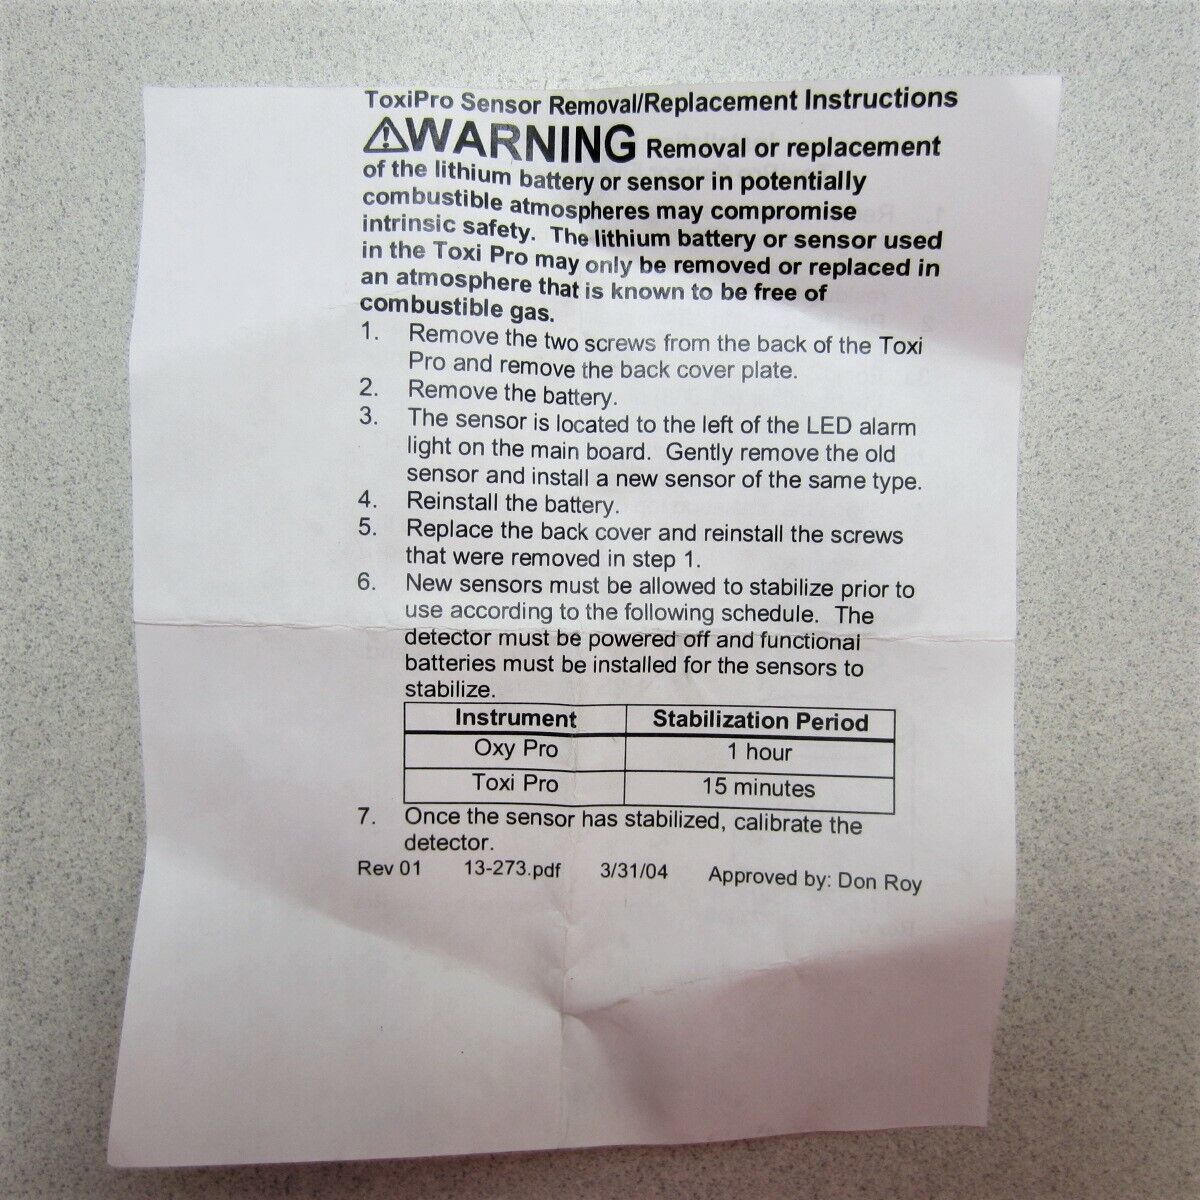 ToxiPro Sensor Removal/Replacement Instructions
⚠WARNING Removal or replacement
of the lithium battery or sensor in potentially
combustible atmospheres may compromise
intrinsic safety. The lithium battery or sensor used
in the Toxi Pro may only be removed or replaced in
an atmosphere that is known to be free of
combustible gas.
1. Remove the two screws from the back of the Toxi
Pro and remove the back cover plate.
2. Remove the battery.
3. The sensor is located to the left of the LED alarm
light on the main board. Gently remove the old
sensor and install a new sensor of the same type.
4. Reinstall the battery.
5. Replace the back cover and reinstall the screws
that were removed in step 1.
6. New sensors must be allowed to stabilize prior to
use according to the following schedule. The
detector must be powered off and functional
batteries must be installed for the sensors to
stabilize.
Instrument Stabilization Period
Oxy Pro 1 hour
Toxi Pro 15 minutes
7. Once the sensor has stabilized, calibrate the
detector.
Rev 01 13-273.pdf 3/31/04 Approved by: Don Roy